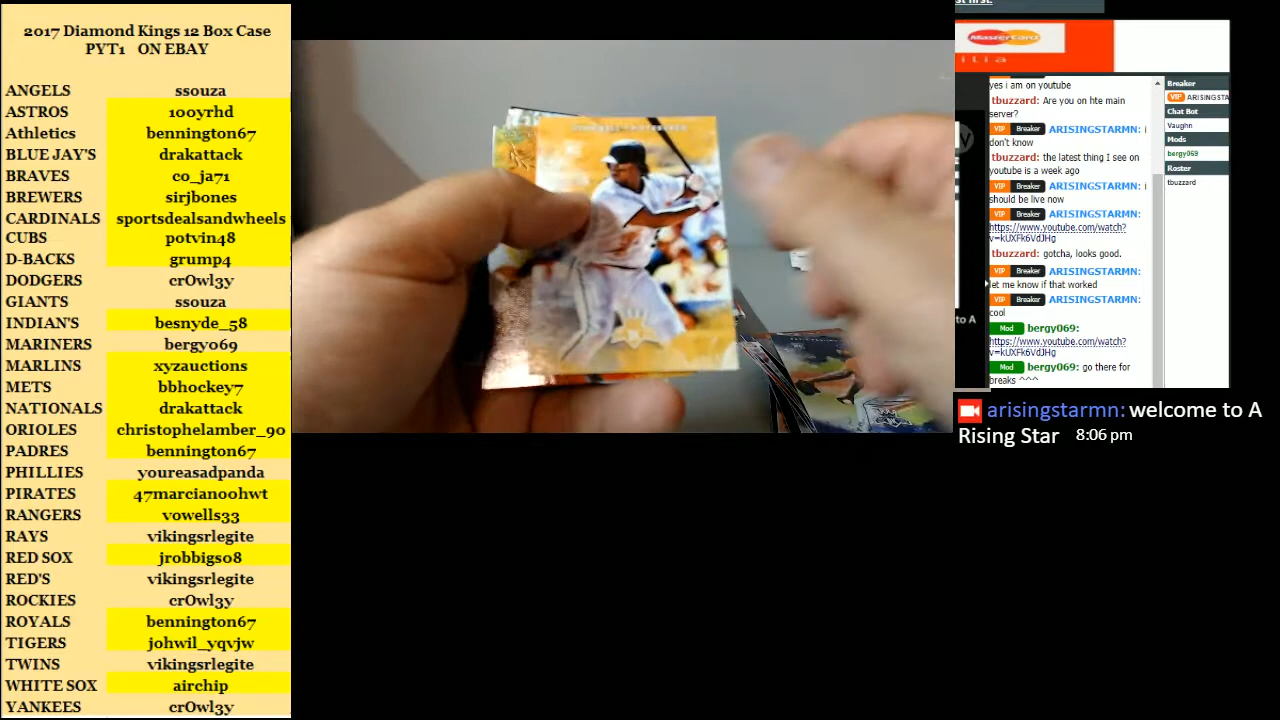 2017 Diamond Kings 12 Box Case
PYT1 ON EBAY
ANGELS ssouza
ASTROS 100yrhd
Athletics bennington67
BLUE JAY'S drakattack
BRAVES co_ja71
BREWERS sirjbones
CARDINALS sportsdealsandwheels
CUBS potvin48
D-BACKS grump4
DODGERS cr0wl3y
GIANTS ssouza
INDIAN'S besnyde_58
MARINERS bergy069
MARLINS xyzauctions
METS bbhockey7
NATIONALS drakattack
ORIOLES christophelamber_90
PADRES bennington67
PHILLIES youreasadpanda
PIRATES 47marcianoohwt
RANGERS vowells33
RAYS vikingsrlegite
RED SOX jrobbigs08
RED'S vikingsrlegite
ROCKIES cr0wl3y
ROYALS bennington67
TIGERS johwil_yqvjw
TWINS vikingsrlegite
WHITE SOX airchip
YANKEES cr0wl3y
st first.
MasterCard
itia
yes i am on youtube
tbuzzard: Are you on hte main
server?
VIP Breaker ARISINGSTARMN: i
don't know
tbuzzard: the latest thing I see on
youtube is a week ago
VIP Breaker ARISINGSTARMN: i
should be live now
VIP Breaker ARISINGSTARMN:
https://www.youtube.com/watch?
v=kUXFk6VdJHg
tbuzzard: gotcha, looks good.
VIP Breaker ARISINGSTARMN:
let me know if that worked
VIP Breaker ARISINGSTARMN:
cool
Mod bergy069:
https://www.youtube.com/watch?
v=kUXFk6VdJHg
Mod bergy069: go there for
breaks ^^^
to A
Breaker
VIP ARISINGSTA
Chat Bot
Vaughn
Mods
bergy069
Roster
tbuzzard
arisingstarmn: welcome to A
Rising Star 8:06 pm